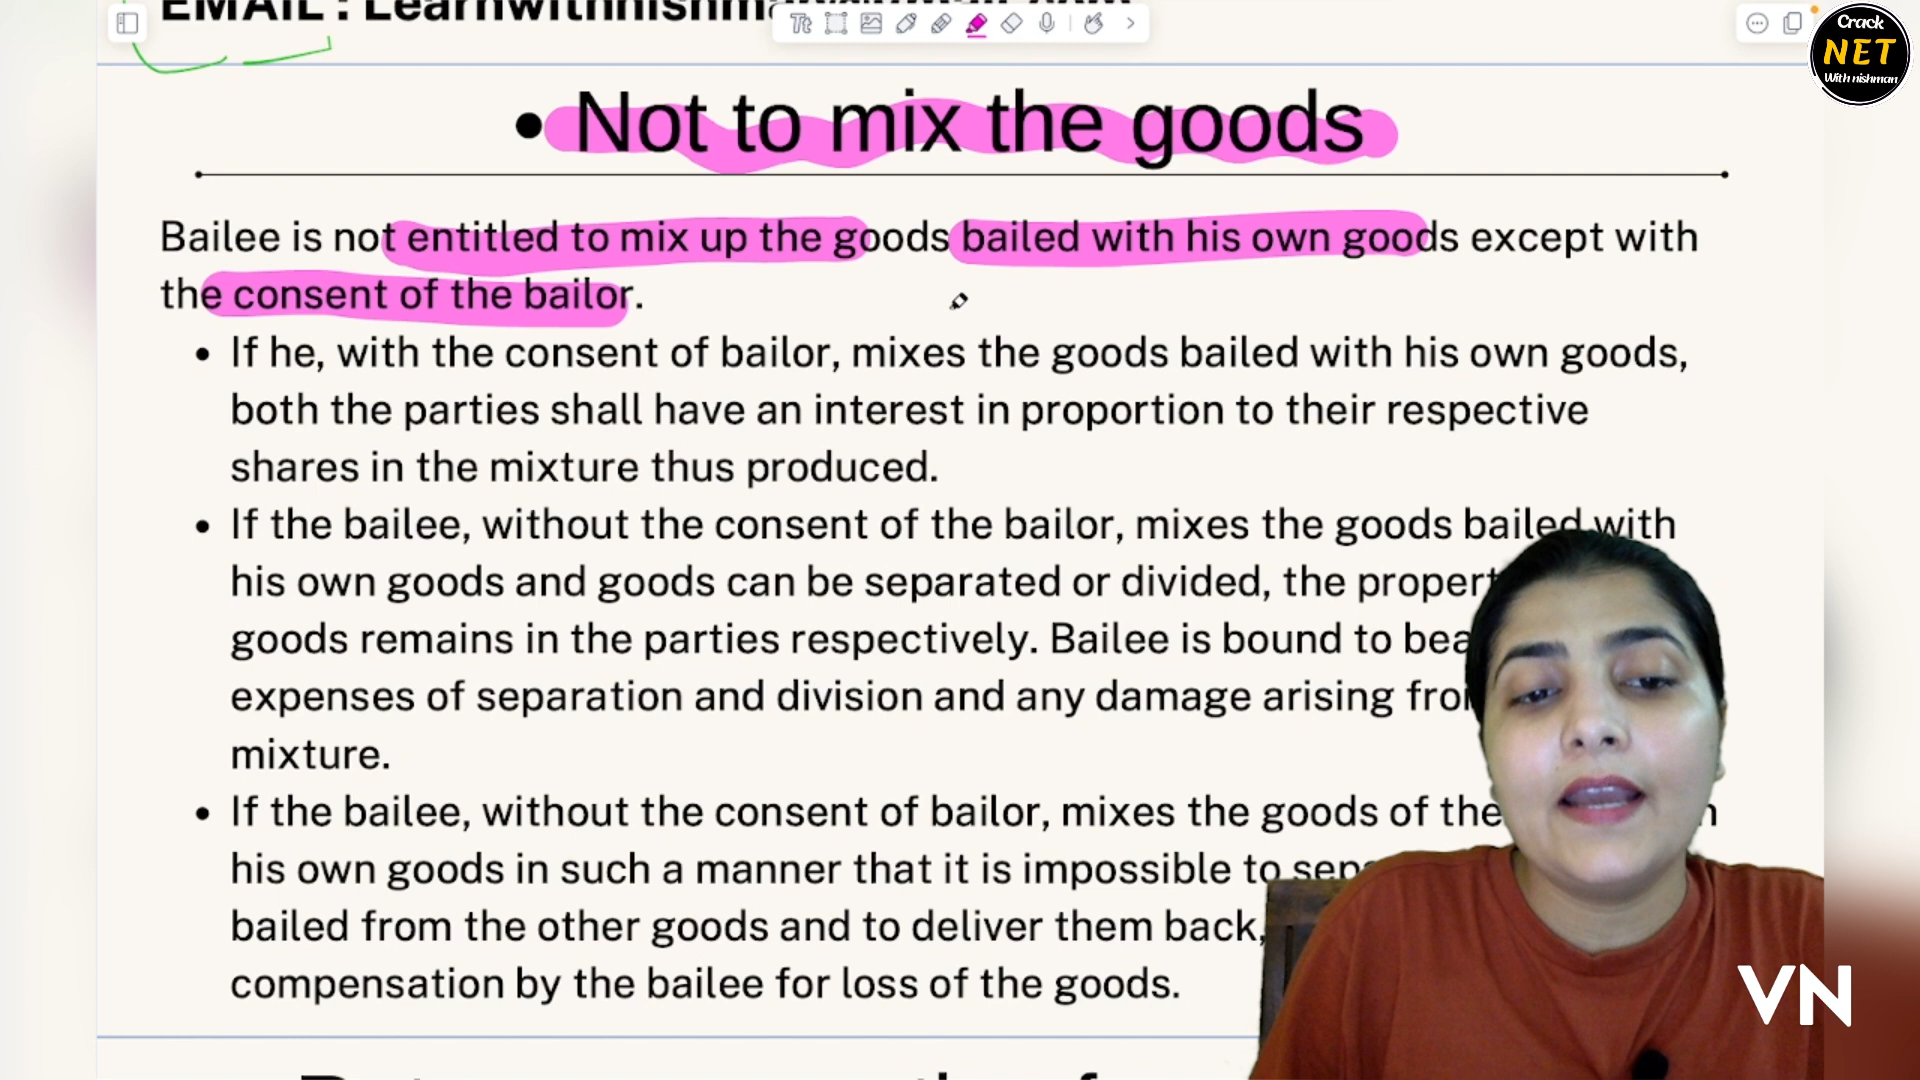 EMAIL :
Crack
NET
With nishman
Tt
• Not to mix the goods
Bailee is not entitled to mix up the goods bailed with his own goods except with
the consent of the bailor.
• If he, with the consent of bailor, mixes the goods bailed with his own goods,
both the parties shall have an interest in proportion to their respective
shares in the mixture thus produced.
• If the bailee, without the consent of the bailor, mixes the goods bailed with
his own goods and goods can be separated or divided, the
goods remains in the parties respectively. Bailee is bound to
expenses of separation and division and any damage arising
mixture.
• If the bailee, without the consent of bailor, mixes the goods of the
his own goods in such a manner that it is impossible to
bailed from the other goods and to deliver them back,
compensation by the bailee for loss of the goods.
VN